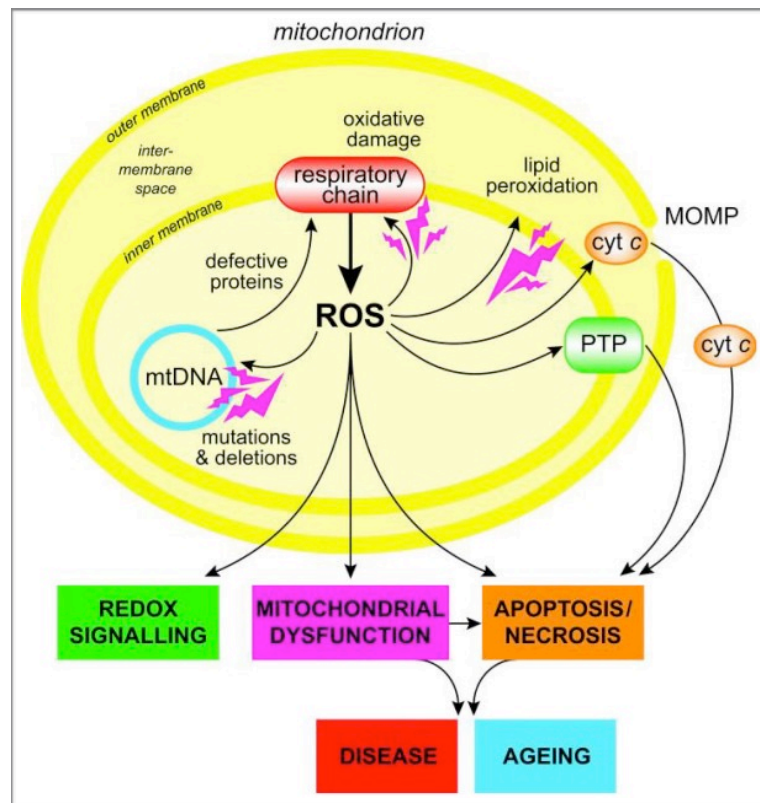 mitochondrion
outer membrane
inter-
membrane
space
inner membrane
oxidative
damage
respiratory
chain
lipid
peroxidation
MOMP
cyt c
defective
proteins
ROS
cyt c
PTP
mtDNA
mutations
& deletions
REDOX
SIGNALLING
MITOCHONDRIAL
DYSFUNCTION
APOPTOSIS/
NECROSIS
DISEASE
AGEING